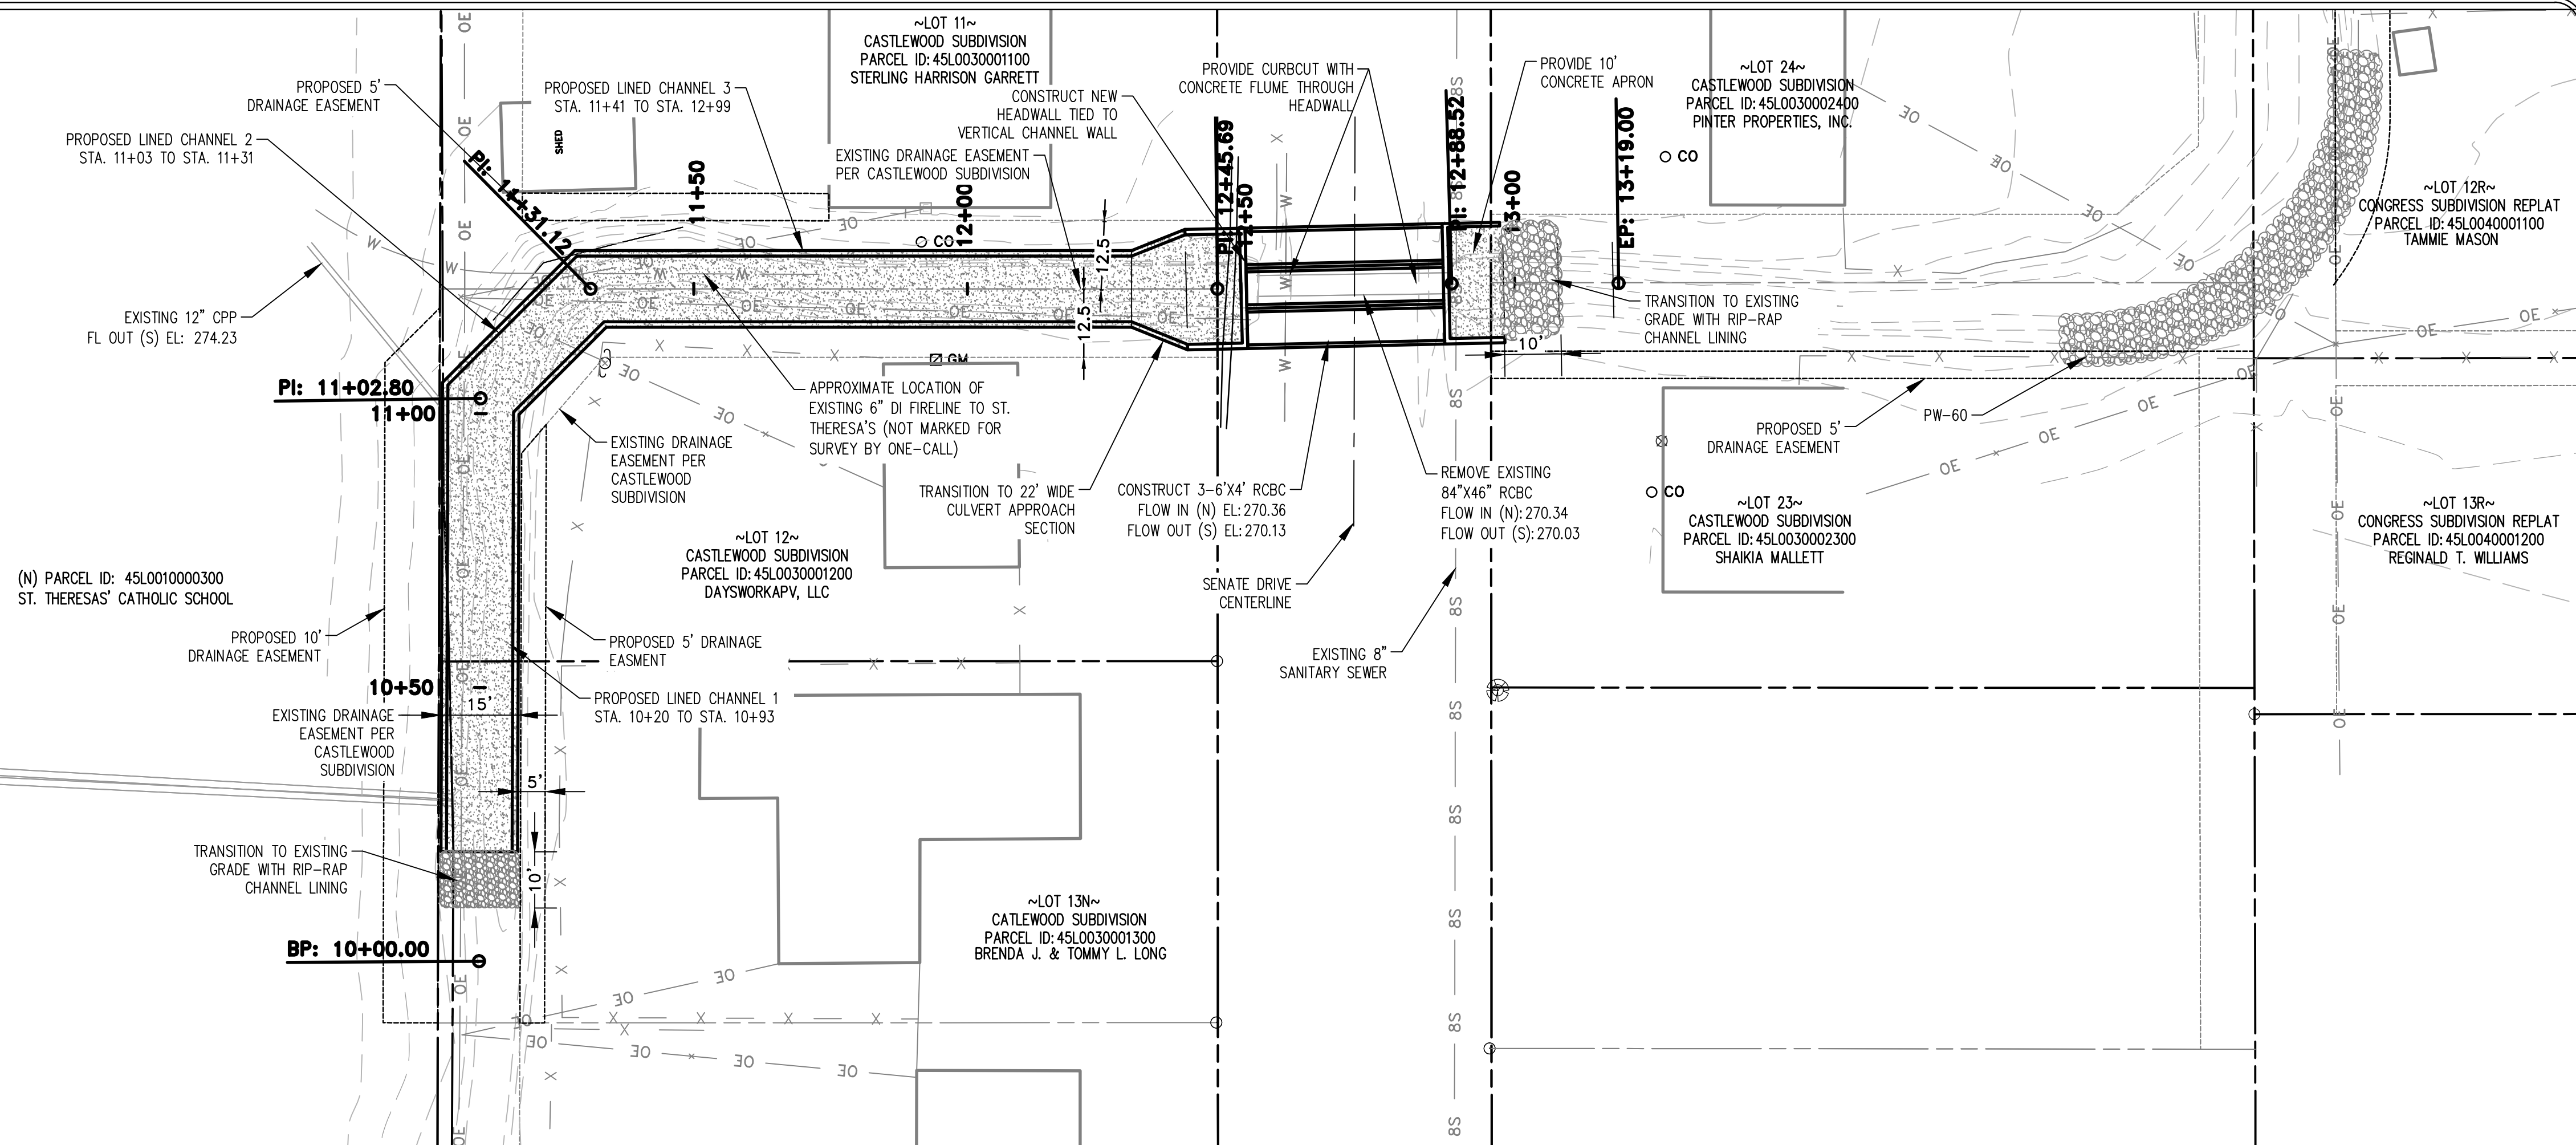 ~LOT 11~
CASTLEWOOD SUBDIVISION
PARCEL ID: 45L0030001100
STERLING HARRISON GARRETT
PROPOSED 5'
DRAINAGE EASEMENT
PROPOSED LINED CHANNEL 3
STA. 11+41 TO STA. 12+99
CONSTRUCT NEW
HEADWALL TIED TO
VERTICAL CHANNEL WALL
PROVIDE CURBCUT WITH
CONCRETE FLUME THROUGH
HEADWALL
PROVIDE 10'
CONCRETE APRON
~LOT 24~
CASTLEWOOD SUBDIVISION
PARCEL ID: 45L0030002400
PINTER PROPERTIES, INC.
PROPOSED LINED CHANNEL 2
STA. 11+03 TO STA. 11+31
SHED
EXISTING DRAINAGE EASEMENT
PER CASTLEWOOD SUBDIVISION
PI: 11+31.12
11+50
12+00
PI: 12+45.69
12+50
PI: 12+88.52
13+00
EP: 13+19.00
CO
CO
~LOT 12R~
CONGRESS SUBDIVISION REPLAT
PARCEL ID: 45L0040001100
TAMMIE MASON
12.5
12.5
EXISTING 12" CPP
FL OUT (S) EL: 274.23
TRANSITION TO EXISTING
GRADE WITH RIP-RAP
CHANNEL LINING
10'
GM
PI: 11+02.80
11+00
APPROXIMATE LOCATION OF
EXISTING 6" DI FIRELINE TO ST.
THERESA'S (NOT MARKED FOR
SURVEY BY ONE-CALL)
EXISTING DRAINAGE
EASEMENT PER
CASTLEWOOD
SUBDIVISION
PW-60
PROPOSED 5'
DRAINAGE EASEMENT
TRANSITION TO 22' WIDE
CULVERT APPROACH
SECTION
CONSTRUCT 3-6'X4' RCBC
FLOW IN (N) EL: 270.36
FLOW OUT (S) EL: 270.13
REMOVE EXISTING
84"X46" RCBC
FLOW IN (N): 270.34
FLOW OUT (S): 270.03
CO
~LOT 23~
CASTLEWOOD SUBDIVISION
PARCEL ID: 45L0030002300
SHAIKIA MALLETT
~LOT 13R~
CONGRESS SUBDIVISION REPLAT
PARCEL ID: 45L0040001200
REGINALD T. WILLIAMS
~LOT 12~
CASTLEWOOD SUBDIVISION
PARCEL ID: 45L0030001200
DAYSWORKAPV, LLC
(N) PARCEL ID: 45L0010000300
ST. THERESAS' CATHOLIC SCHOOL
SENATE DRIVE
CENTERLINE
PROPOSED 10'
DRAINAGE EASEMENT
PROPOSED 5' DRAINAGE
EASMENT
EXISTING 8"
SANITARY SEWER
10+50
15'
PROPOSED LINED CHANNEL 1
STA. 10+20 TO STA. 10+93
EXISTING DRAINAGE
EASEMENT PER
CASTLEWOOD
SUBDIVISION
5'
TRANSITION TO EXISTING
GRADE WITH RIP-RAP
CHANNEL LINING
10'
~LOT 13N~
CATLEWOOD SUBDIVISION
PARCEL ID: 45L0030001300
BRENDA J. & TOMMY L. LONG
BP: 10+00.00
OE
OE
OE
OE
W
W
8S
8S
8S
8S